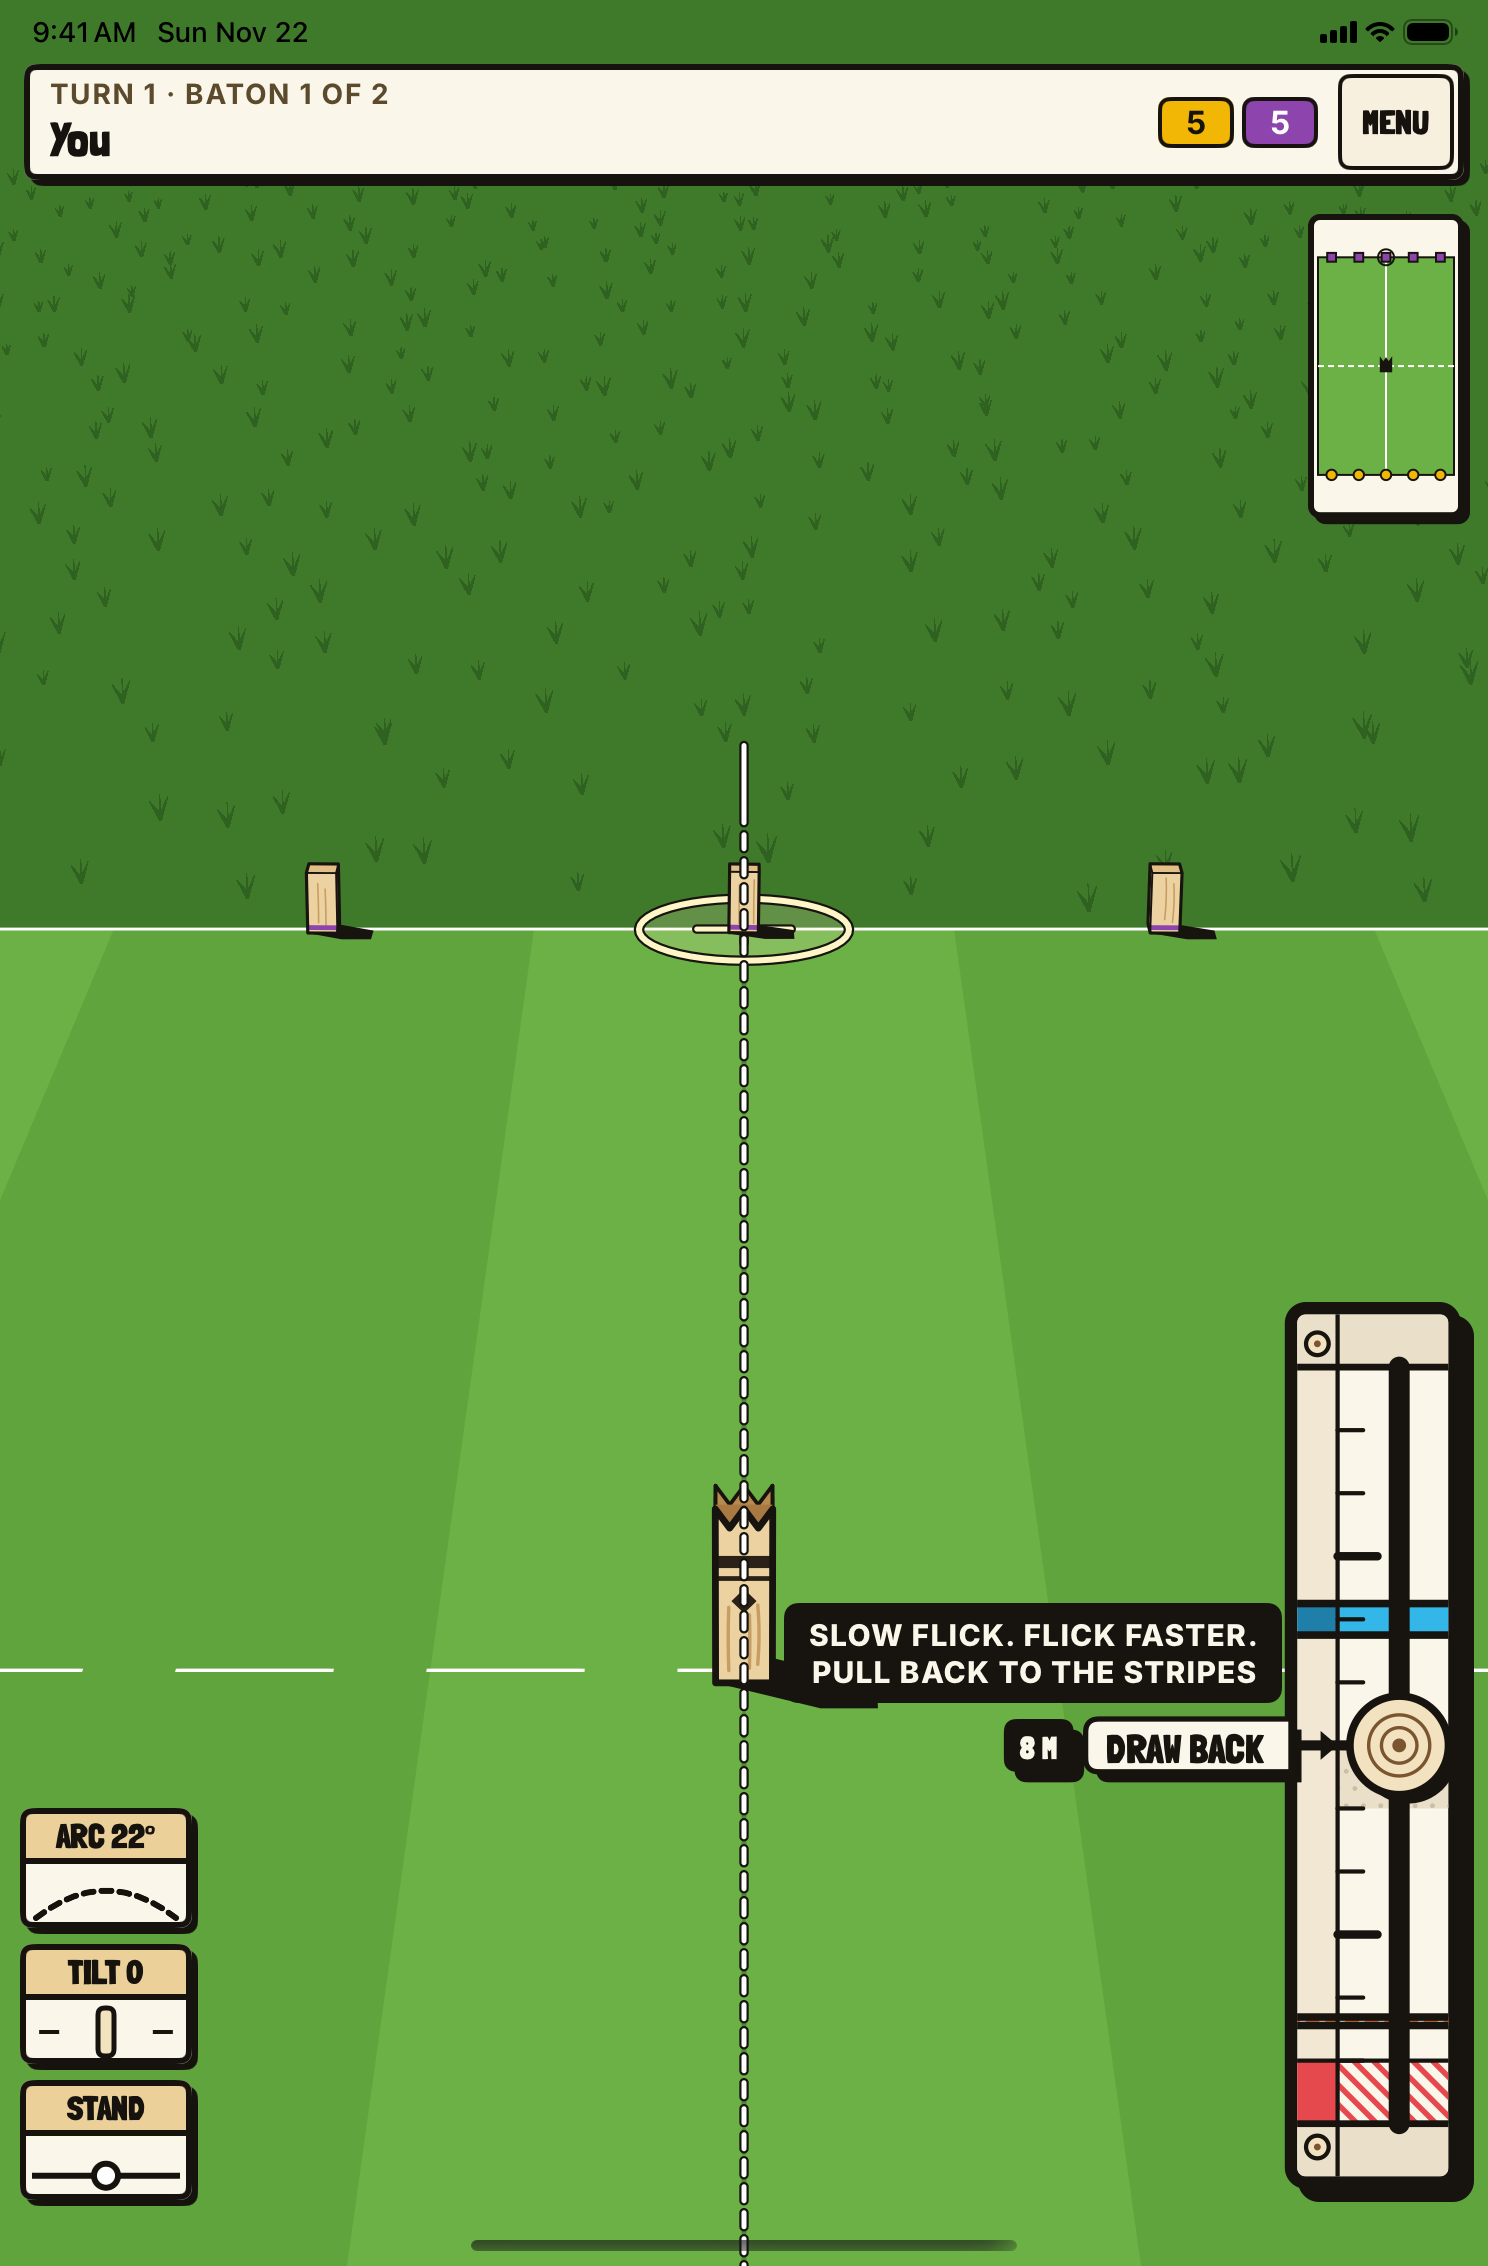 9:41 AM Sun Nov 22
TURN 1 · BATON 1 OF 2
You
5 5
MENU
SLOW FLICK. FLICK FASTER.
PULL BACK TO THE STRIPES
8 M
DRAW BACK
ARC 22°
TILT 0
STAND